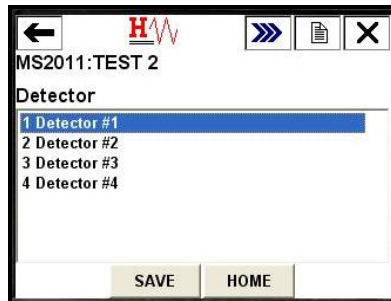 H
MS2011:TEST 2
Detector
1 Detector #1
2 Detector #2
3 Detector #3
4 Detector #4
SAVE HOME